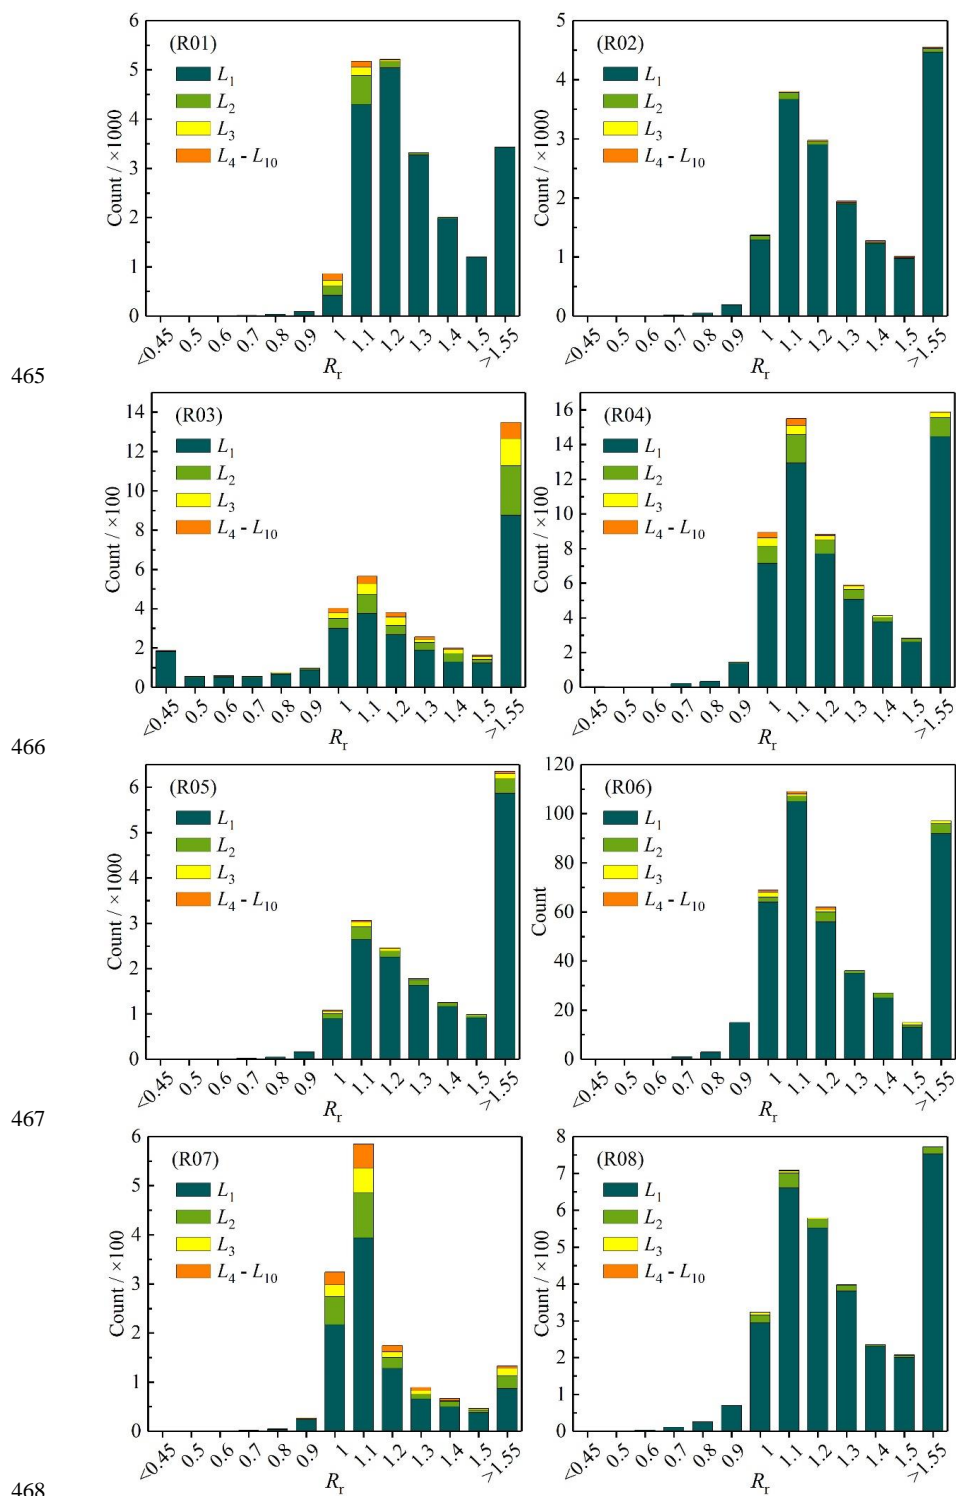 (R01)
L1
L2
L3
L4 - L10
Count / ×1000
6
5
4
3
2
1
0
<0.45 0.5 0.6 0.7 0.8 0.9 1 1.1 1.2 1.3 1.4 1.5 >1.55
Rr
(R02)
L1
L2
L3
L4 - L10
Count / ×1000
5
4
3
2
1
0
<0.45 0.5 0.6 0.7 0.8 0.9 1 1.1 1.2 1.3 1.4 1.5 >1.55
Rr
465
(R03)
L1
L2
L3
L4 - L10
Count / ×100
14
12
10
8
6
4
2
0
<0.45 0.5 0.6 0.7 0.8 0.9 1 1.1 1.2 1.3 1.4 1.5 >1.55
Rr
(R04)
L1
L2
L3
L4 - L10
Count / ×100
16
14
12
10
8
6
4
2
0
<0.45 0.5 0.6 0.7 0.8 0.9 1 1.1 1.2 1.3 1.4 1.5 >1.55
Rr
466
(R05)
L1
L2
L3
L4 - L10
Count / ×1000
6
5
4
3
2
1
0
<0.45 0.5 0.6 0.7 0.8 0.9 1 1.1 1.2 1.3 1.4 1.5 >1.55
Rr
(R06)
L1
L2
L3
L4 - L10
Count
120
100
80
60
40
20
0
<0.45 0.5 0.6 0.7 0.8 0.9 1 1.1 1.2 1.3 1.4 1.5 >1.55
Rr
467
(R07)
L1
L2
L3
L4 - L10
Count / ×100
6
5
4
3
2
1
0
<0.45 0.5 0.6 0.7 0.8 0.9 1 1.1 1.2 1.3 1.4 1.5 >1.55
Rr
(R08)
L1
L2
L3
L4 - L10
Count / ×100
8
7
6
5
4
3
2
1
0
<0.45 0.5 0.6 0.7 0.8 0.9 1 1.1 1.2 1.3 1.4 1.5 >1.55
Rr
468